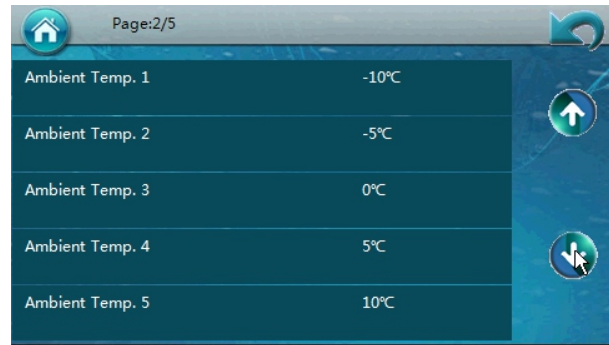 Page:2/5
Ambient Temp. 1 -10℃
Ambient Temp. 2 -5℃
Ambient Temp. 3 0℃
Ambient Temp. 4 5℃
Ambient Temp. 5 10℃